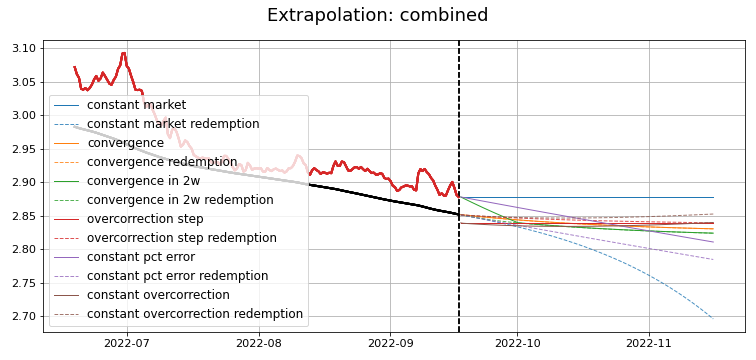 Extrapolation: combined
3.10
3.05
3.00
2.95
2.90
2.85
2.80
2.75
2.70
constant market
constant market redemption
convergence
convergence redemption
convergence in 2w
convergence in 2w redemption
overcorrection step
overcorrection step redemption
constant pct error
constant pct error redemption
constant overcorrection
constant overcorrection redemption
2022-07 2022-08 2022-09 2022-10 2022-11